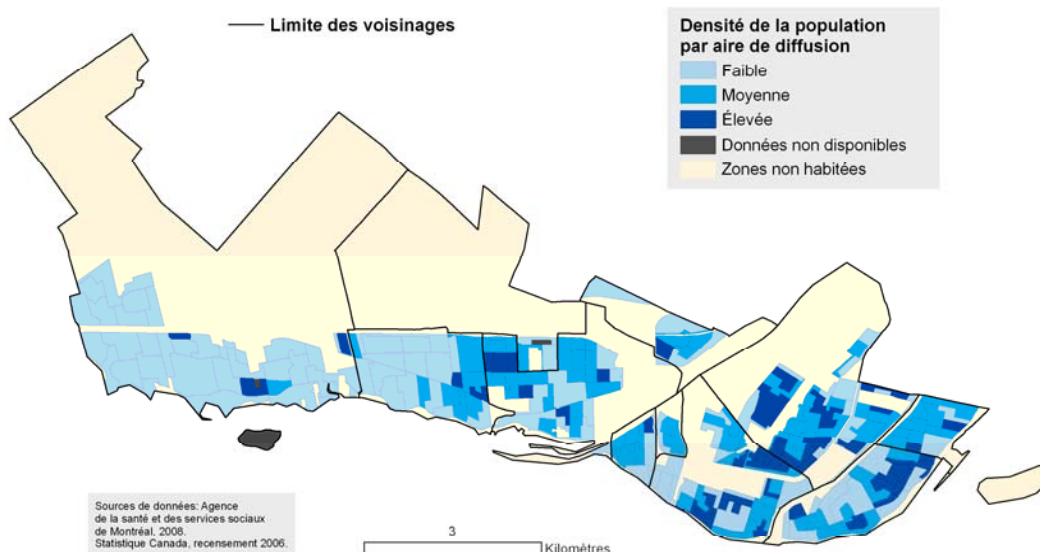 Limite des voisinages
Densité de la population
par aire de diffusion
Faible
Moyenne
Élevée
Données non disponibles
Zones non habitées
Sources de données: Agence
de la santé et des services sociaux
de Montréal, 2008.
Statistique Canada, recensement 2006.
3
Kilomètres